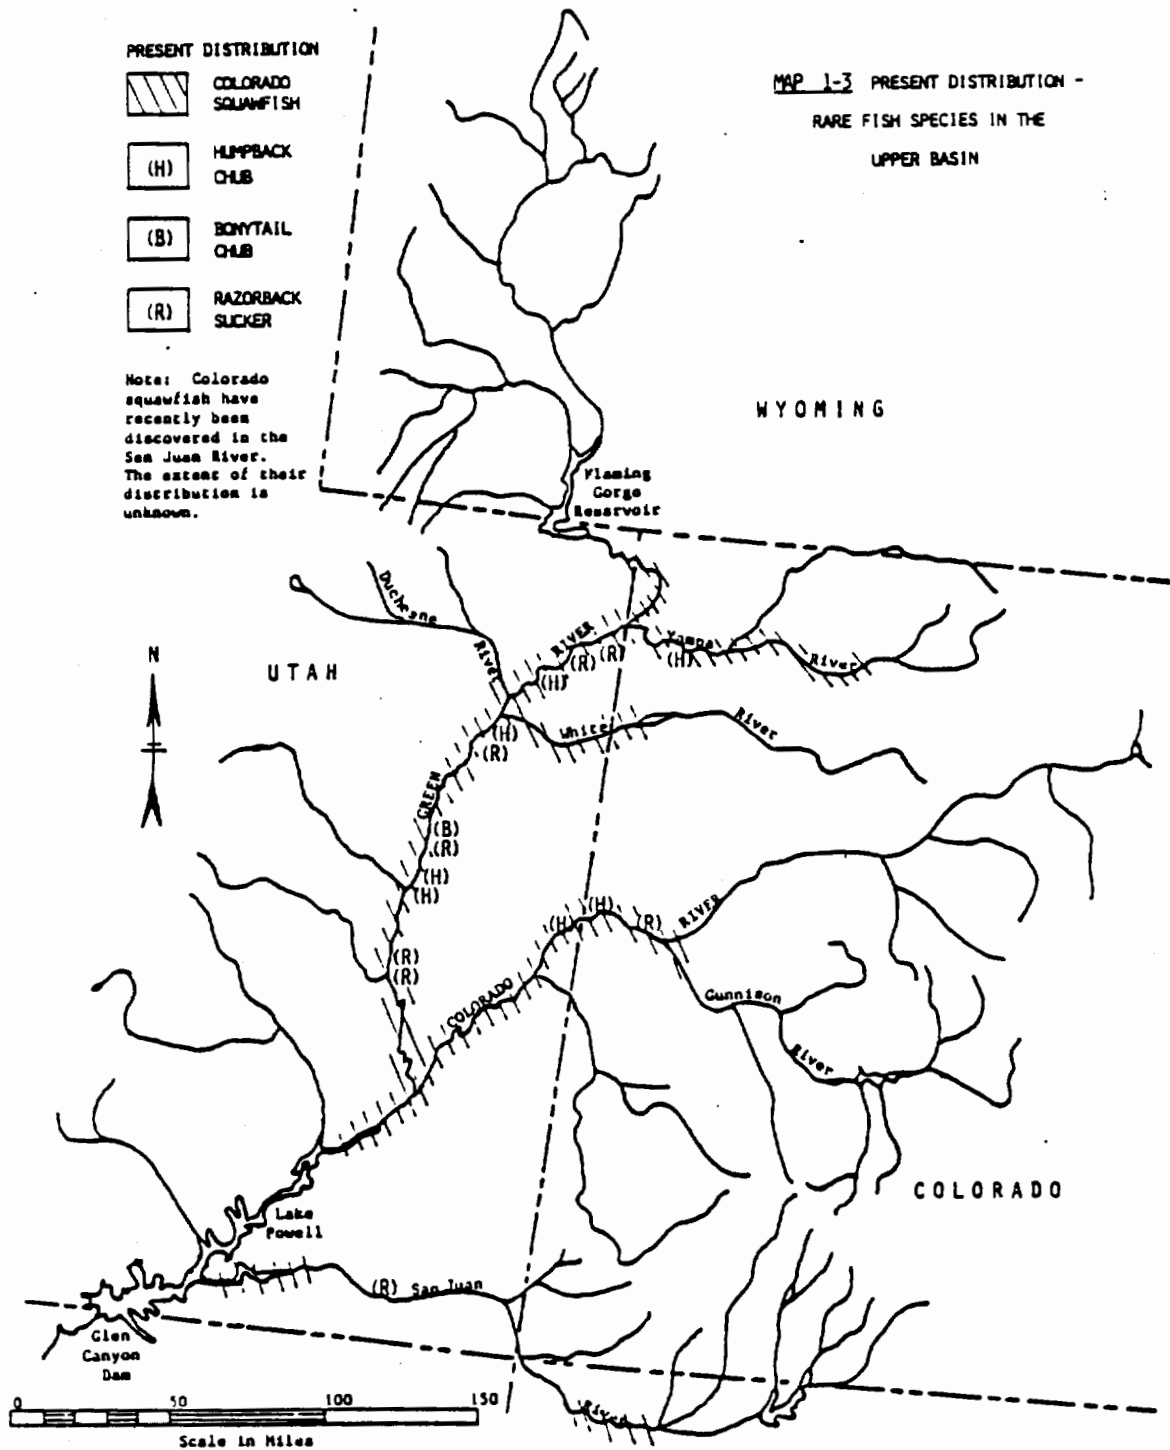 PRESENT DISTRIBUTION
COLORADO
SQUAWFISH
(H)
HUMPBACK
CHUB
(B)
BONYTAIL
CHUB
(R)
RAZORBACK
SUCKER
Note: Colorado
squawfish have
recently been
discovered in the
San Juan River.
The extent of their
distribution is
unknown.
MAP 1-3 PRESENT DISTRIBUTION -
RARE FISH SPECIES IN THE
UPPER BASIN
WYOMING
Flaming
Gorge
Reservoir
Duchesne
River
RIVER
(R)
(R)
(H)
Yampa
(H)
River
N
UTAH
(H)
(R)
White
River
GREEN
(B)
(R)
(H)
(H)
(R)
(R)
(H)
(H)
(R)
RIVER
COLORADO
Gunnison
River
COLORADO
Lake
Powell
(R) San Juan
River
Glen
Canyon
Dam
0 50 100 150
Scale in Miles